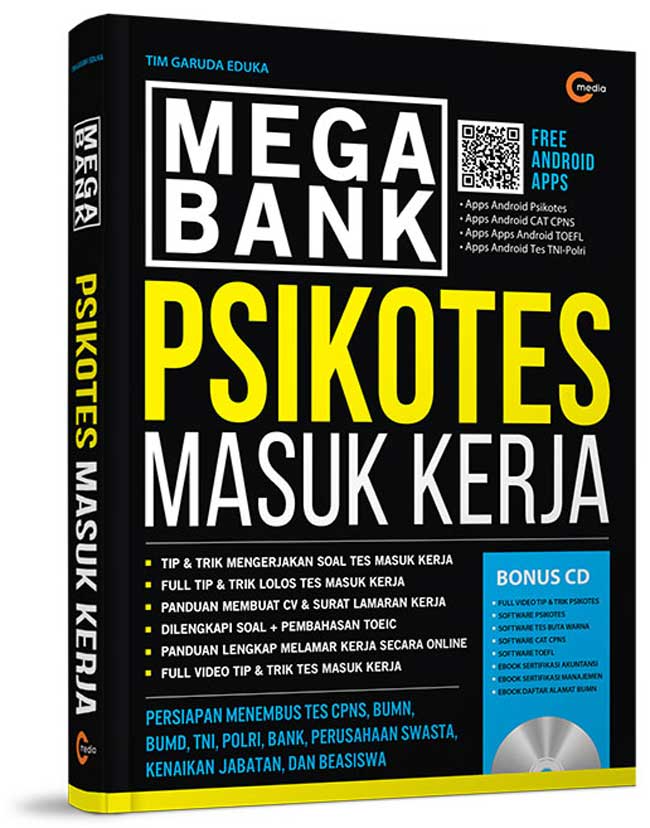 TIM GARUDA EDUKA
MEGA
BANK
PSIKOTES MASUK KERJA
media
TIM GARUDA EDUKA
media
MEGA
BANK
FREE
ANDROID
APPS
• Apps Android Psikotes
• Apps Android CAT CPNS
• Apps Apps Android TOEFL
• Apps Android Tes TNI-Polri
PSIKOTES
MASUK KERJA
TIP & TRIK MENGERJAKAN SOAL TES MASUK KERJA
FULL TIP & TRIK LOLOS TES MASUK KERJA
PANDUAN MEMBUAT CV & SURAT LAMARAN KERJA
DILENGKAPI SOAL + PEMBAHASAN TOEIC
PANDUAN LENGKAP MELAMAR KERJA SECARA ONLINE
FULL VIDEO TIP & TRIK TES MASUK KERJA
BONUS CD
• FULL VIDEO TIP & TRIK PSIKOTES
• SOFTWARE PSIKOTES
• SOFTWARE TES BUTA WARNA
• SOFTWARE CAT CPNS
• SOFTWARE TOEFL
• EBOOK SERTIFIKASI AKUNTANSI
• EBOOK SERTIFIKASI MANAJEMEN
• EBOOK DAFTAR ALAMAT BUMN
PERSIAPAN MENEMBUS TES CPNS, BUMN,
BUMD, TNI, POLRI, BANK, PERUSAHAAN SWASTA,
KENAIKAN JABATAN, DAN BEASISWA